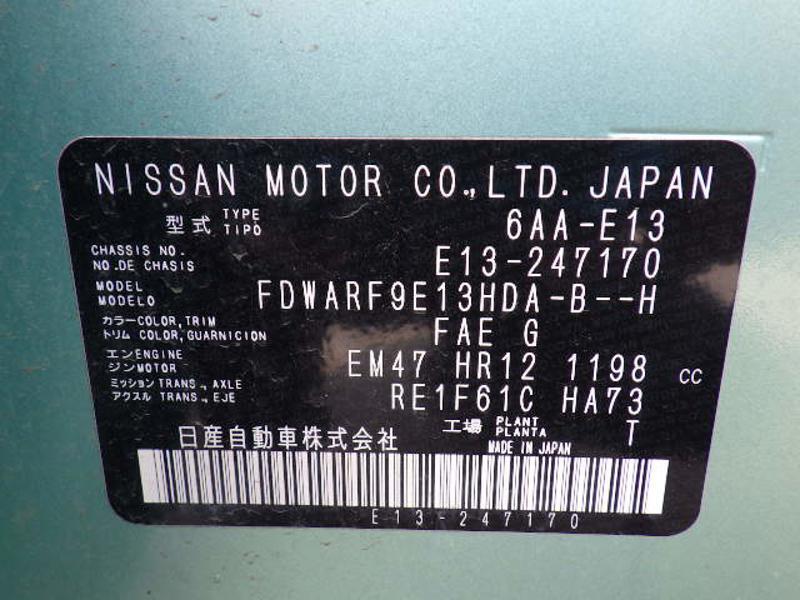 NISSAN MOTOR CO.,LTD. JAPAN
型式 TYPE TIPO 6AA-E13
CHASSIS NO.
NO.DE CHASIS E13-247170
MODEL
MODELO FDWARF9E13HDA-B--H
カラーCOLOR,TRIM
トリム COLOR,GUARNICION FAE G
エンENGINE
ジンMOTOR EM47 HR12 1198 CC
ミッション TRANS., AXLE
アクスル TRANS., EJE RE1F61C HA73
日産自動車株式会社 工場 PLANT PLANTA T
MADE IN JAPAN
E13-247170